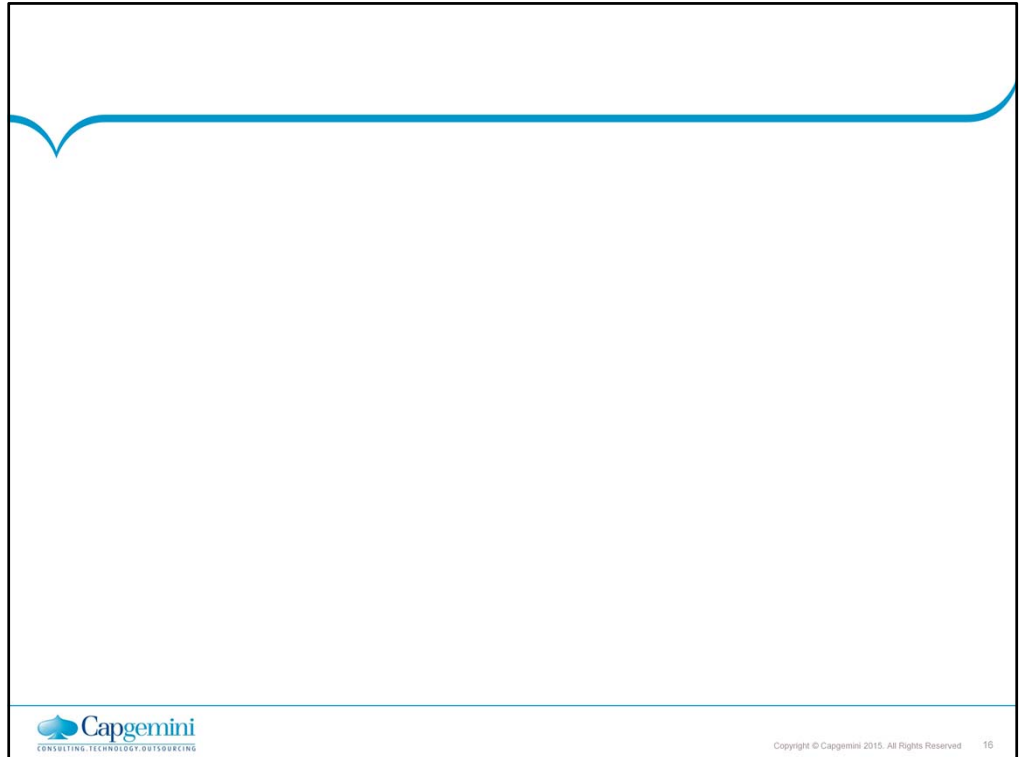 Capgemini
CONSULTING.TECHNOLOGY.OUTSOURCING
Copyright © Capgemini 2015. All Rights Reserved 16